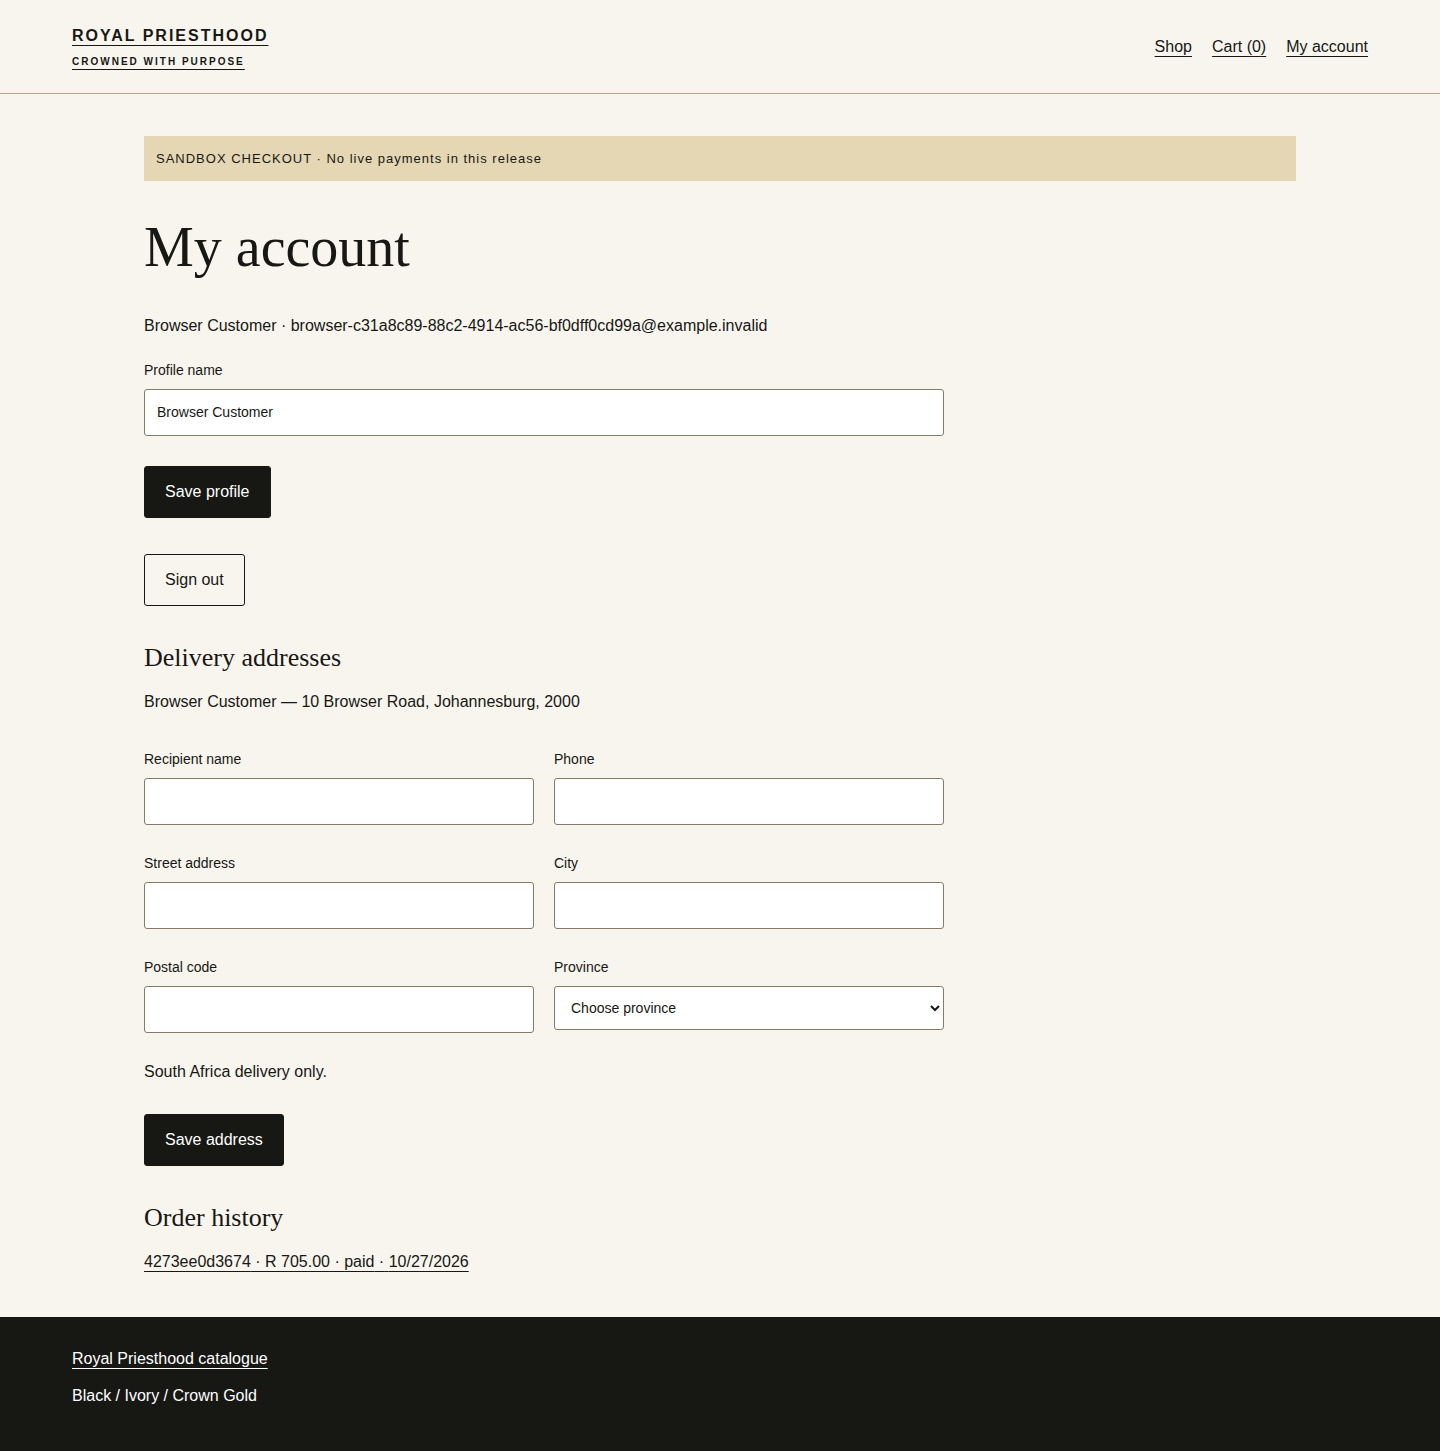 ROYAL PRIESTHOOD
CROWNED WITH PURPOSE
Shop Cart (0) My account
SANDBOX CHECKOUT · No live payments in this release
My account
Browser Customer · browser-c31a8c89-88c2-4914-ac56-bf0dff0cd99a@example.invalid
Profile name
Browser Customer
Save profile
Sign out
Delivery addresses
Browser Customer — 10 Browser Road, Johannesburg, 2000
Recipient name Phone
Street address City
Postal code Province
Choose province
South Africa delivery only.
Save address
Order history
4273ee0d3674 · R 705.00 · paid · 10/27/2026
Royal Priesthood catalogue
Black / Ivory / Crown Gold